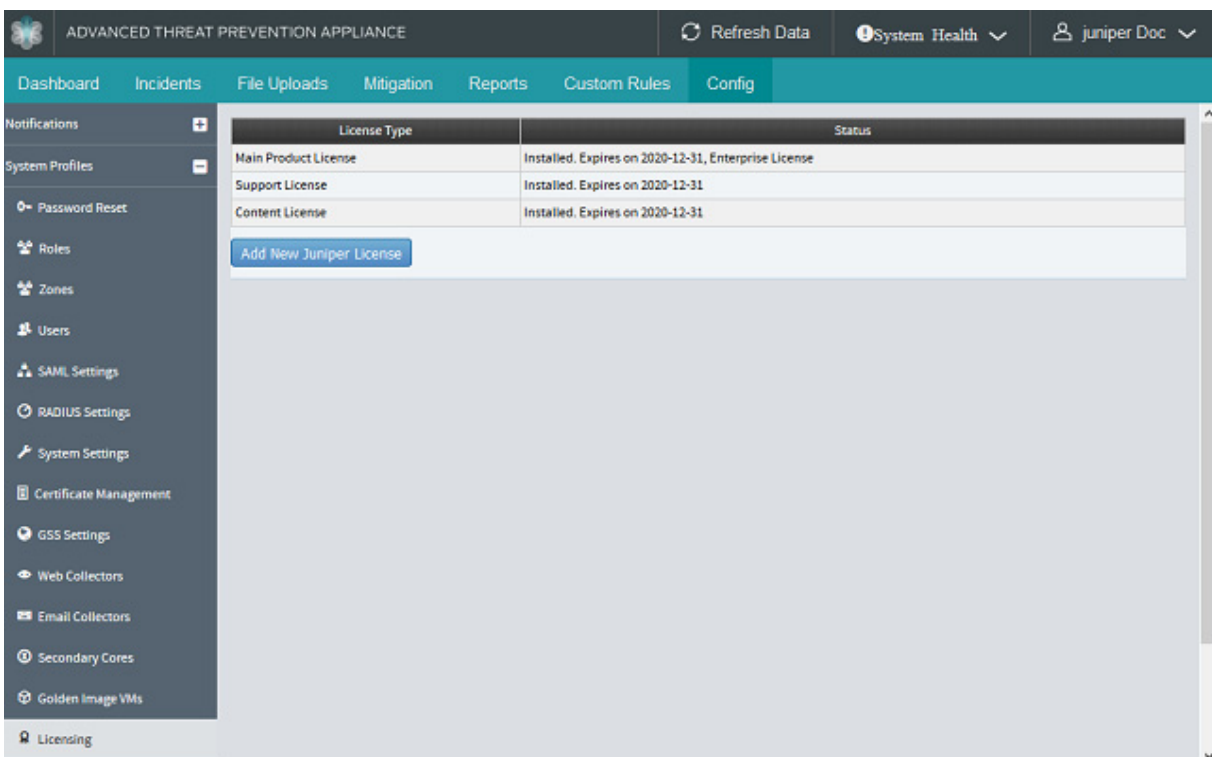 ADVANCED THREAT PREVENTION APPLIANCE Refresh Data System Health juniper Doc
Dashboard Incidents File Uploads Mitigation Reports Custom Rules Config
Notifications
System Profiles
Password Reset
Roles
Zones
Users
SAML Settings
RADIUS Settings
System Settings
Certificate Management
GSS Settings
Web Collectors
Email Collectors
Secondary Cores
Golden Image VMs
Licensing
License Type Status
Main Product License Installed. Expires on 2020-12-31, Enterprise License
Support License Installed. Expires on 2020-12-31
Content License Installed. Expires on 2020-12-31
Add New Juniper License